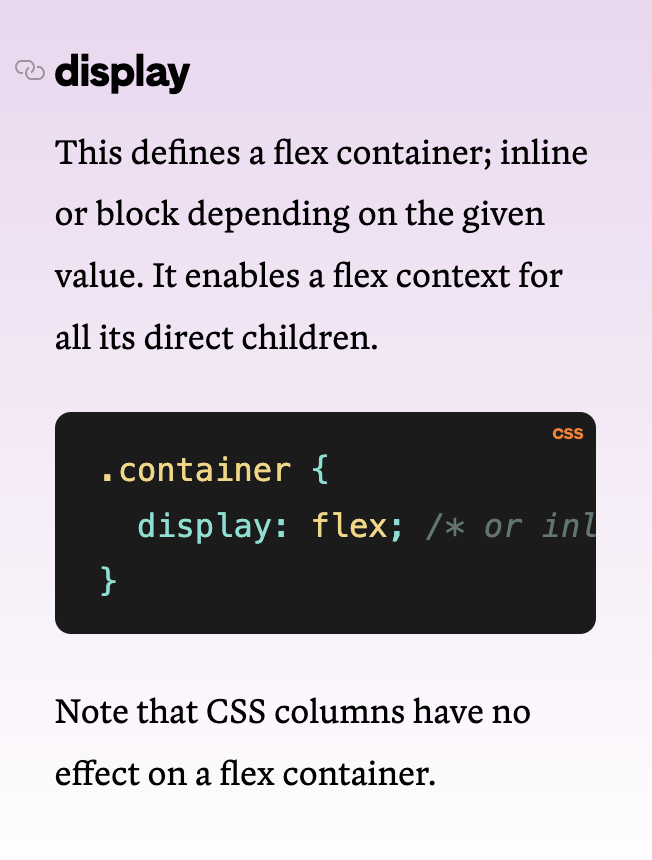 display
This defines a flex container; inline
or block depending on the given
value. It enables a flex context for
all its direct children.
CSS
.container {
  display: flex; /* or inl
}
Note that CSS columns have no
effect on a flex container.